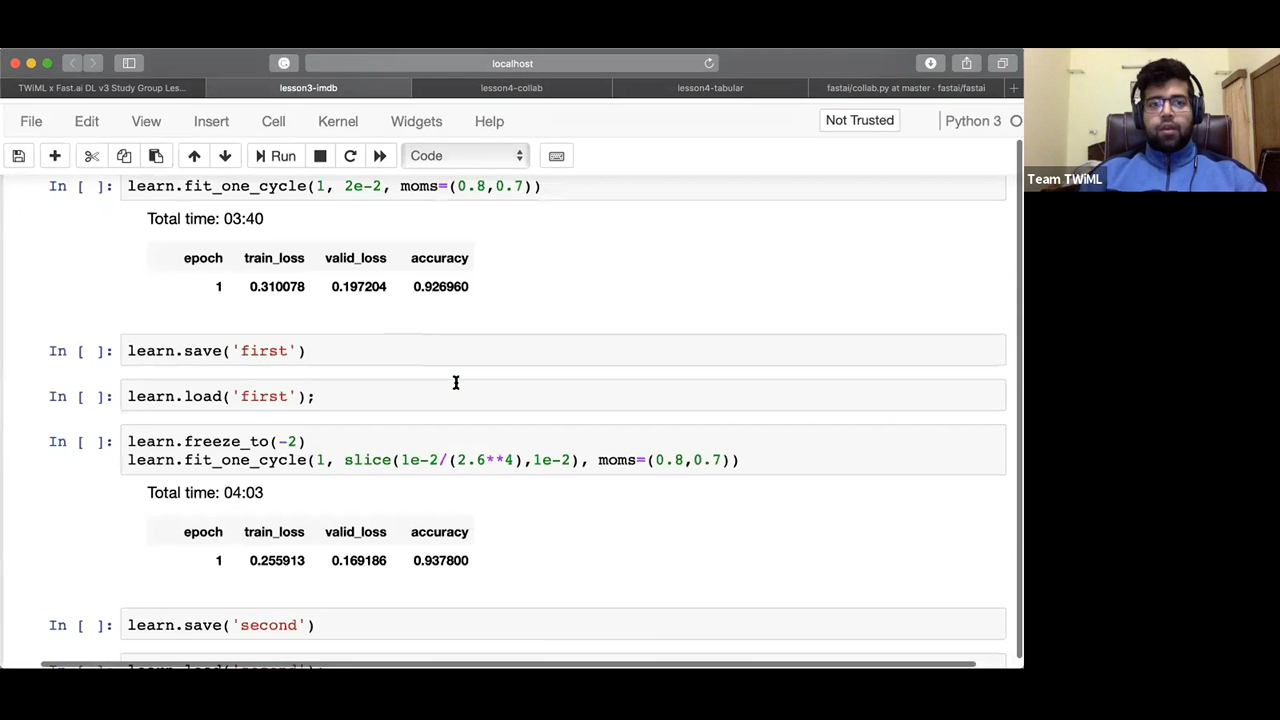 localhost
TWiML x Fast.ai DL v3 Study Group Les...
lesson3-imdb
lesson4-collab
lesson4-tabular
fastai/collab.py at master · fastai/fastai
File Edit View Insert Cell Kernel Widgets Help
Not Trusted
Python 3
Run
Code
In [ ]: learn.fit_one_cycle(1, 2e-2, moms=(0.8,0.7))
Total time: 03:40
epoch train_loss valid_loss accuracy
1 0.310078 0.197204 0.926960
In [ ]: learn.save('first')
In [ ]: learn.load('first');
In [ ]: learn.freeze_to(-2)
learn.fit_one_cycle(1, slice(1e-2/(2.6**4),1e-2), moms=(0.8,0.7))
Total time: 04:03
epoch train_loss valid_loss accuracy
1 0.255913 0.169186 0.937800
In [ ]: learn.save('second')
Team TWiML